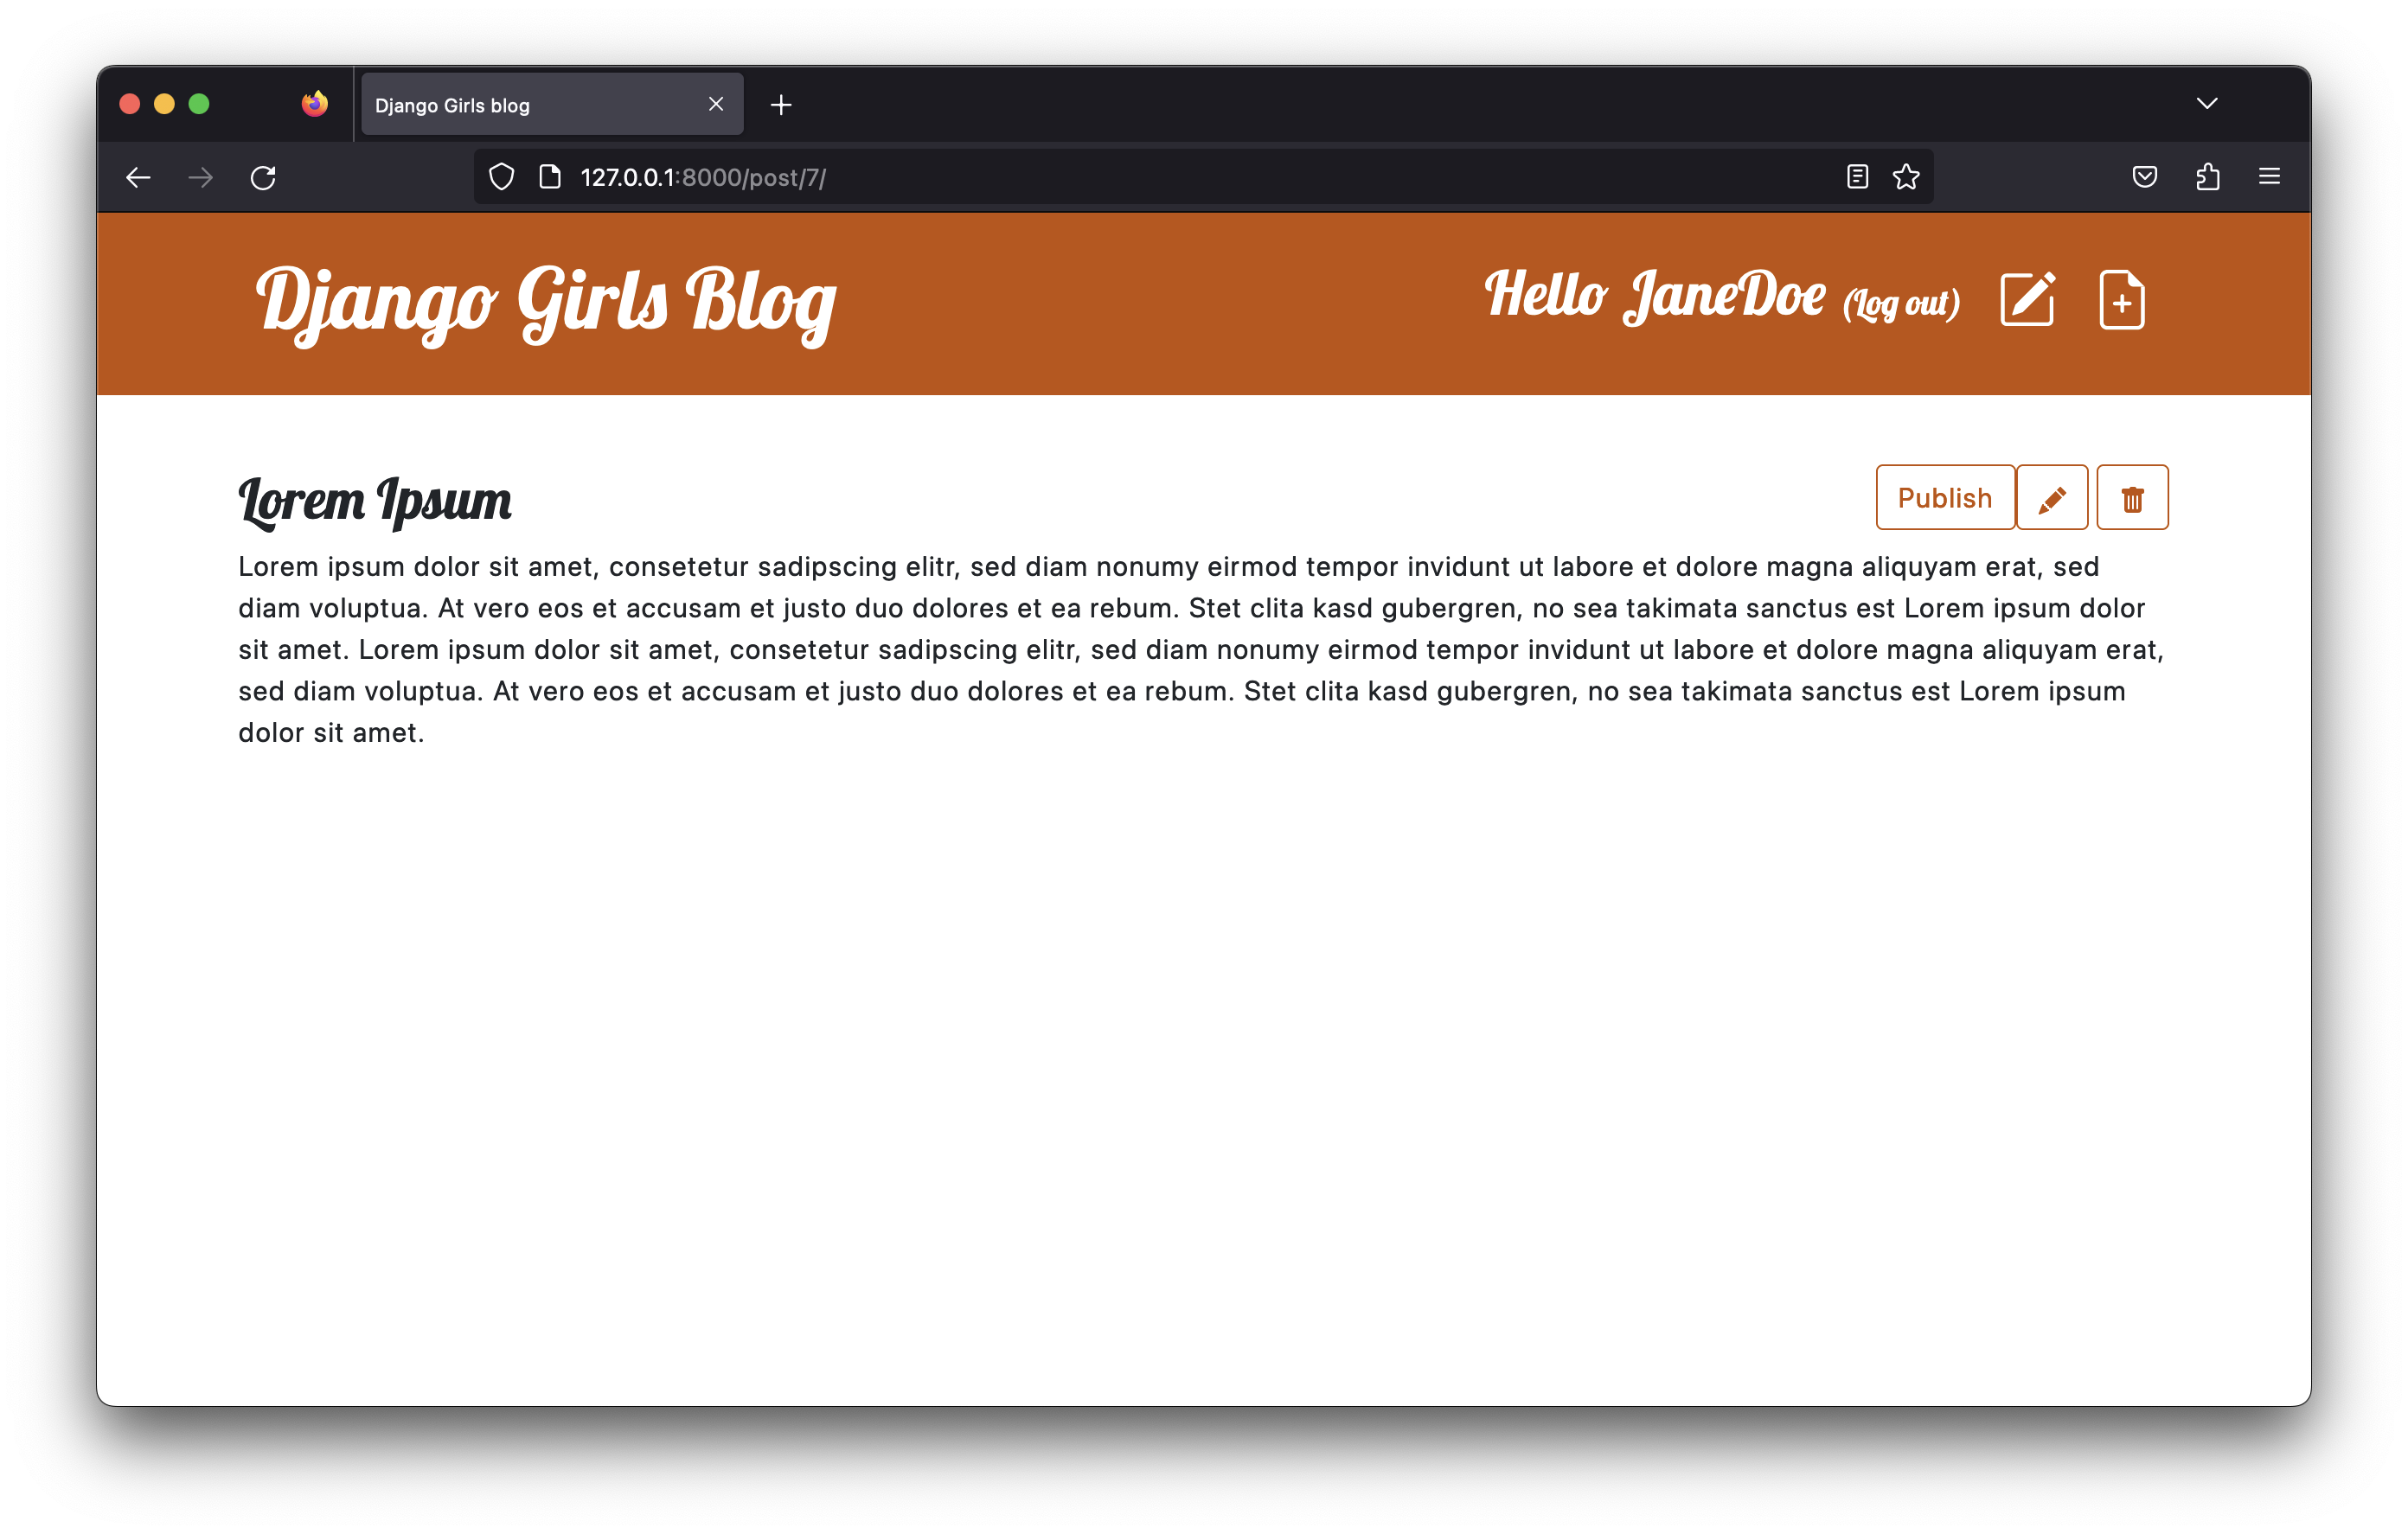 Django Girls blog
127.0.0.1:8000/post/7/
Django Girls Blog
Hello JaneDoe (Log out)
Lorem Ipsum
Publish
Lorem ipsum dolor sit amet, consetetur sadipscing elitr, sed diam nonumy eirmod tempor invidunt ut labore et dolore magna aliquyam erat, sed
diam voluptua. At vero eos et accusam et justo duo dolores et ea rebum. Stet clita kasd gubergren, no sea takimata sanctus est Lorem ipsum dolor
sit amet. Lorem ipsum dolor sit amet, consetetur sadipscing elitr, sed diam nonumy eirmod tempor invidunt ut labore et dolore magna aliquyam erat,
sed diam voluptua. At vero eos et accusam et justo duo dolores et ea rebum. Stet clita kasd gubergren, no sea takimata sanctus est Lorem ipsum
dolor sit amet.